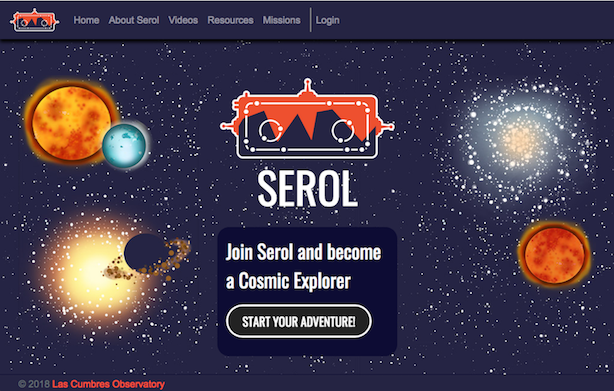 Home About Serol Videos Resources Missions Login
SEROL
Join Serol and become
a Cosmic Explorer
START YOUR ADVENTURE!
© 2018 Las Cumbres Observatory